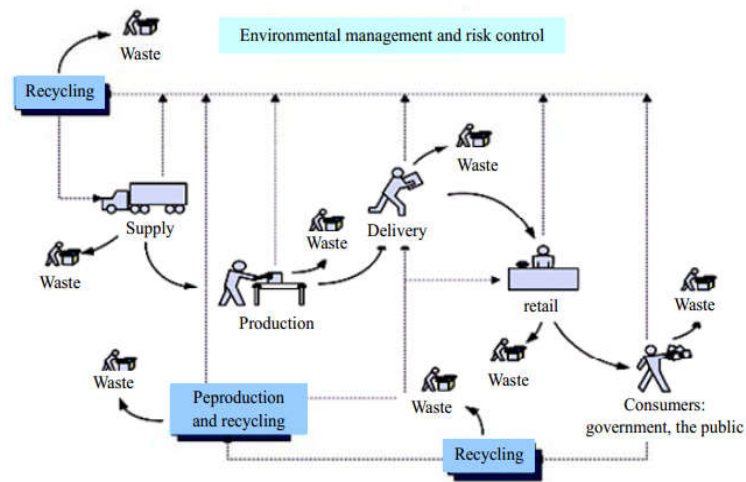 Environmental management and risk control
Waste
Recycling
Waste
Supply
Waste
Delivery
Waste
Production
retail
Waste
Waste
Waste
Waste
Peproduction
and recycling
Consumers:
government, the public
Recycling